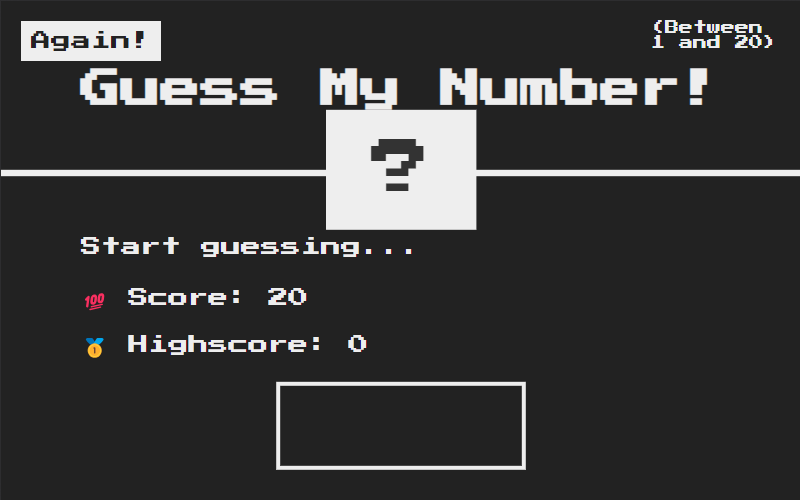 Again!
(Between
1 and 20)
Guess My Number!
?
Start guessing...
💯 Score: 20
🥇 Highscore: 0